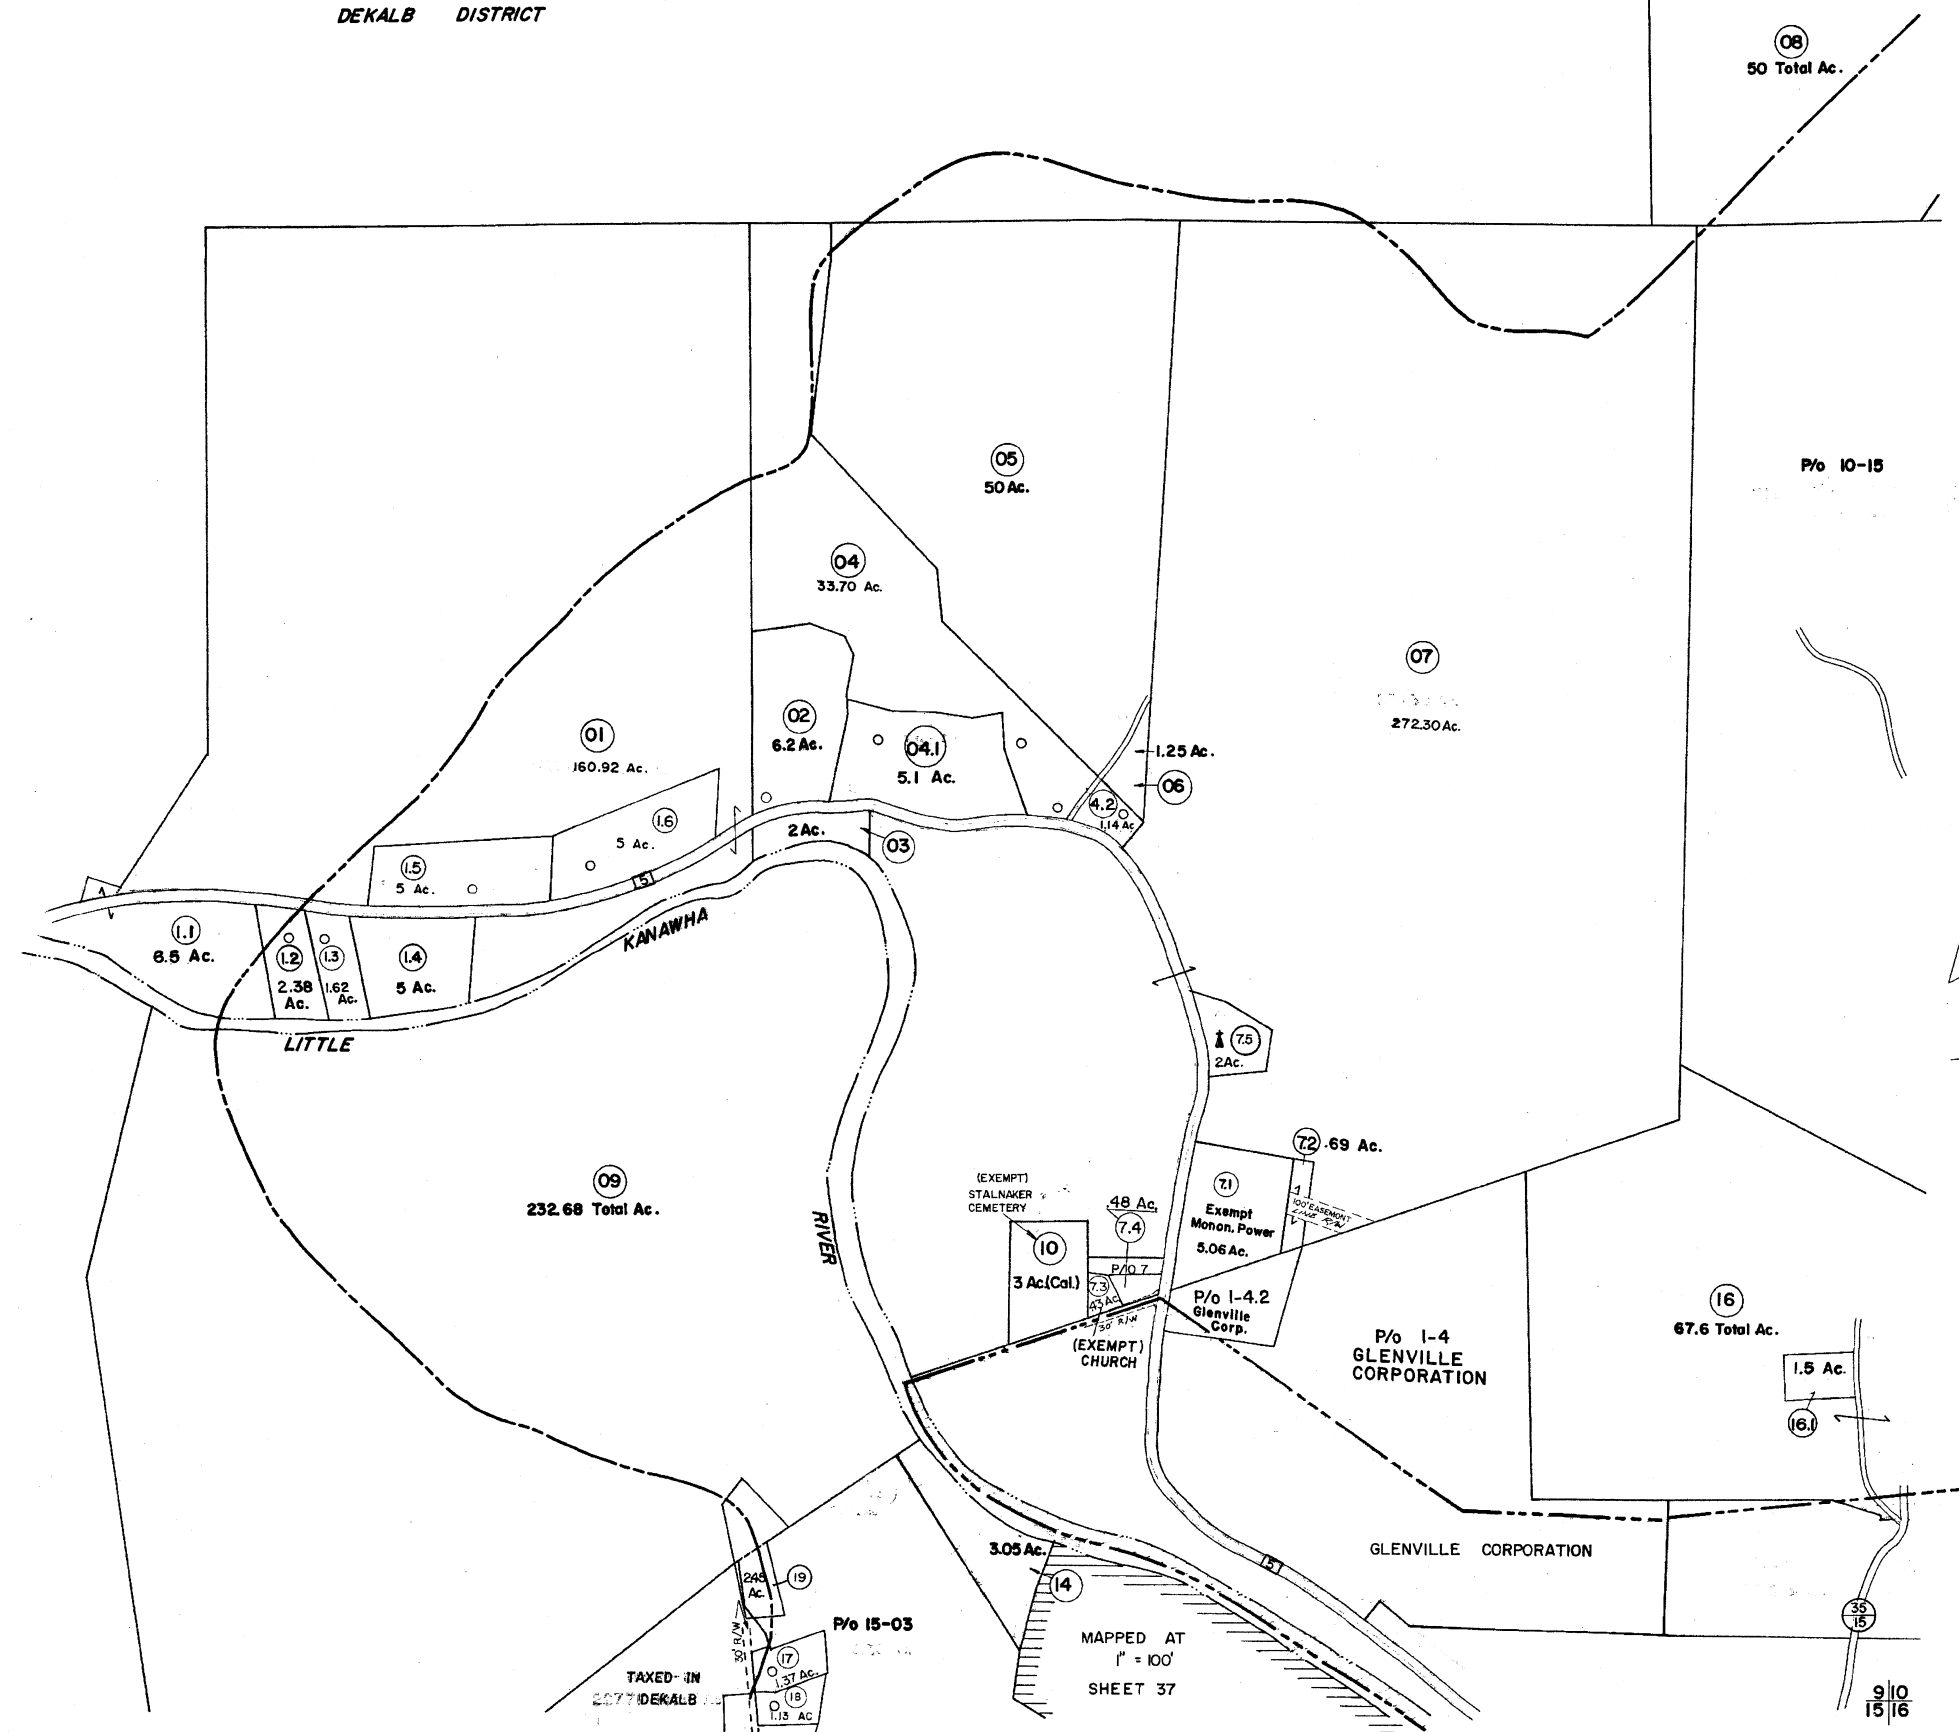 DEKALB DISTRICT
08
50 Total Ac.
05
50 Ac.
P/o 10-15
04
33.70 Ac.
07
272.30 Ac.
02
6.2 Ac.
01
160.92 Ac.
04.1
5.1 Ac.
1.25 Ac.
06
4.2
1.14 Ac
1.6
5 Ac.
2 Ac.
03
1.5
5 Ac.
5
1.1
6.5 Ac.
1.2
2.38
Ac.
1.3
1.62
Ac.
1.4
5 Ac.
KANAWHA
LITTLE
7.5
2 Ac.
7.2 .69 Ac.
09
232.68 Total Ac.
RIVER
(EXEMPT)
STALNAKER
CEMETERY
10
3 Ac.(Cal.)
.48 Ac.
7.4
P/O 7
7.3
.43 Ac
30' R/W
(EXEMPT)
CHURCH
7.1
Exempt
Monon. Power
5.06 Ac.
100' EASEMONT
LINE R/W
P/o 1-4.2
Glenville
Corp.
P/o 1-4
GLENVILLE
CORPORATION
16
67.6 Total Ac.
1.5 Ac.
16.1
GLENVILLE CORPORATION
5
3.05 Ac.
14
2.45
Ac.
19
P/o 15-03
30' R/W
17
1.37 Ac.
18
1.13 AC
TAXED IN
DEKALB
MAPPED AT
1" = 100'
SHEET 37
35
15
9 10
15 16